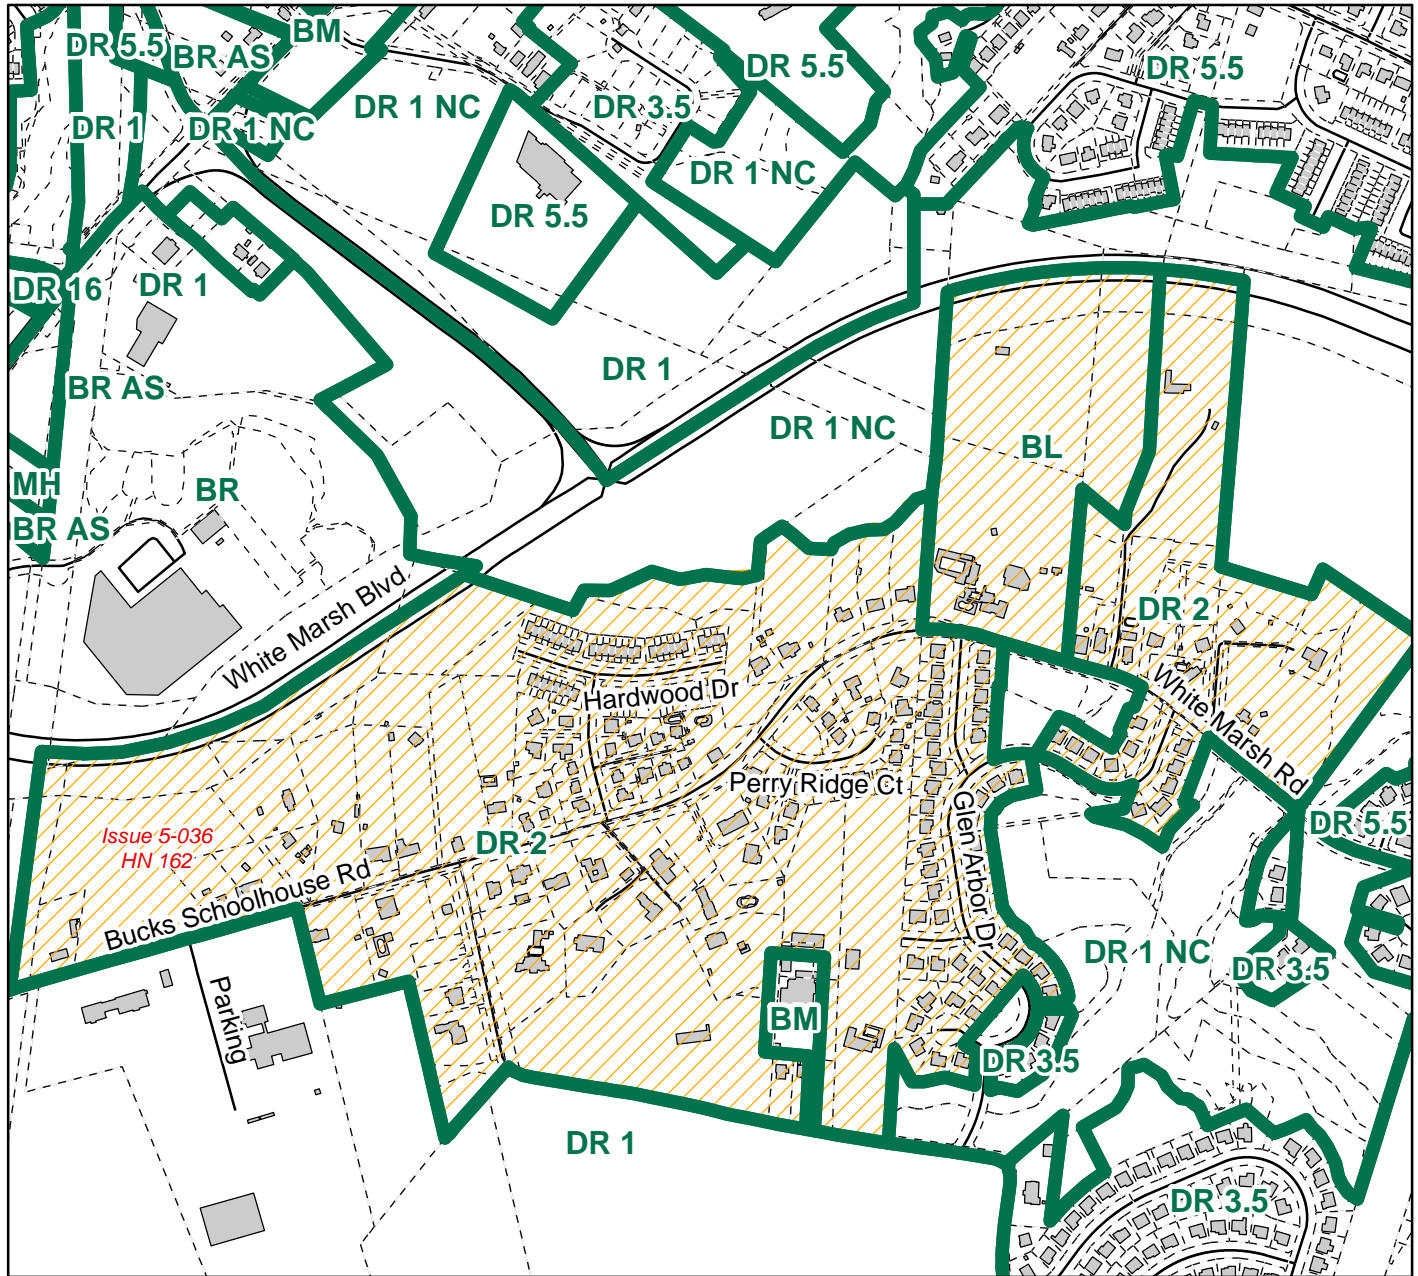 BM
DR 5.5
BR AS
DR 5.5
DR 5.5
DR 1 NC
DR 3.5
DR 1
DR 1 NC
DR 1 NC
DR 5.5
DR 16
DR 1
DR 1
BR AS
DR 1 NC
BL
MH
BR
BR AS
White Marsh Blvd
DR 2
Hardwood Dr
White Marsh Rd
Perry Ridge Ct
Glen Arbor Dr
DR 5.5
Issue 5-036
HN 162
DR 2
Bucks Schoolhouse Rd
DR 1 NC
DR 3.5
Parking
BM
DR 3.5
DR 1
DR 3.5